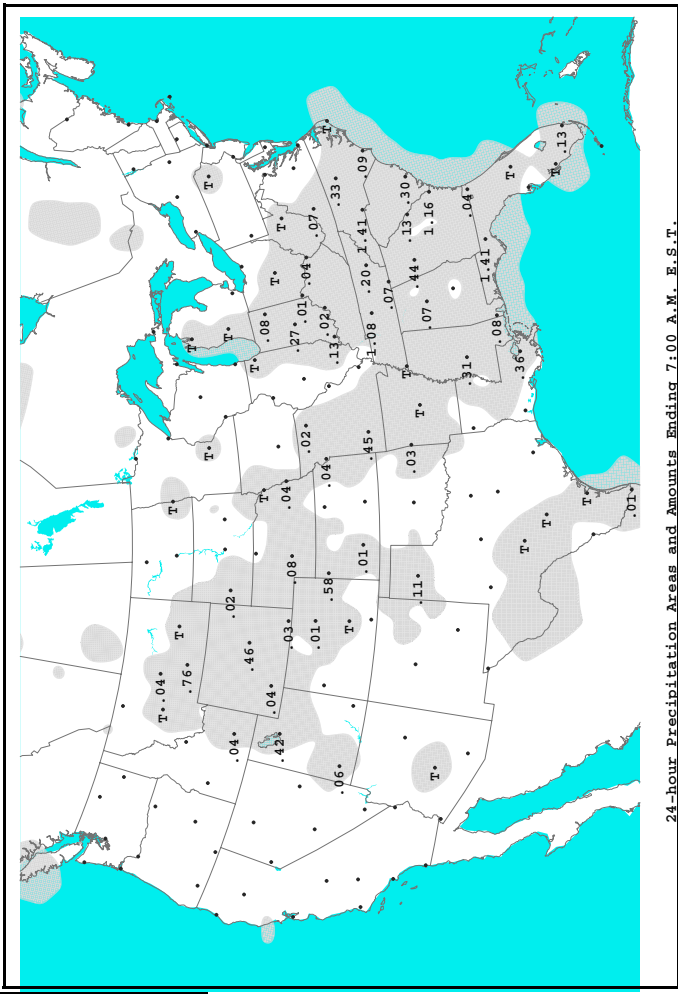 T
.04
T
T
.76
T
T
T
T
.02
.04
.46
T
T
.08
.04
T
.42
T
.04
.03
.08
.27
.01
.02
.04
.07
.01
.02
.04
T
.58
.13
.33
.06
T
.01
1.41
.09
.20
.45
1.08
.07
T
.30
.13
.03
.44
.11
T
.07
1.16
T
.31
.04
1.41
.08
T
.36
T
T
T
.13
T
.01
24-hour Precipitation Areas and Amounts Ending 7:00 A.M. E.S.T.